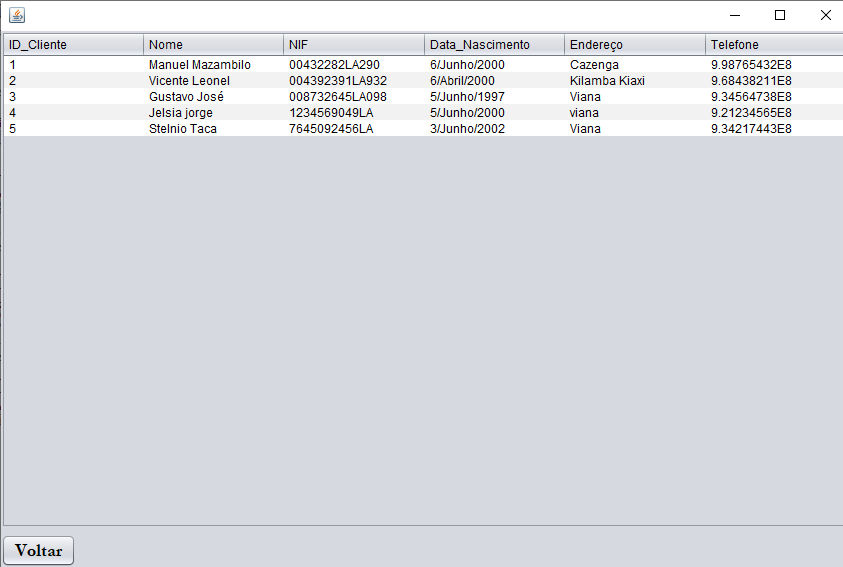 ID_Cliente Nome NIF Data_Nascimento Endereço Telefone
1 Manuel Mazambilo 00432282LA290 6/Junho/2000 Cazenga 9.98765432E8
2 Vicente Leonel 004392391LA932 6/Abril/2000 Kilamba Kiaxi 9.68438211E8
3 Gustavo José 008732645LA098 5/Junho/1997 Viana 9.34564738E8
4 Jelsia jorge 1234569049LA 5/Junho/2000 viana 9.21234565E8
5 Stelnio Taca 7645092456LA 3/Junho/2002 Viana 9.34217443E8
Voltar